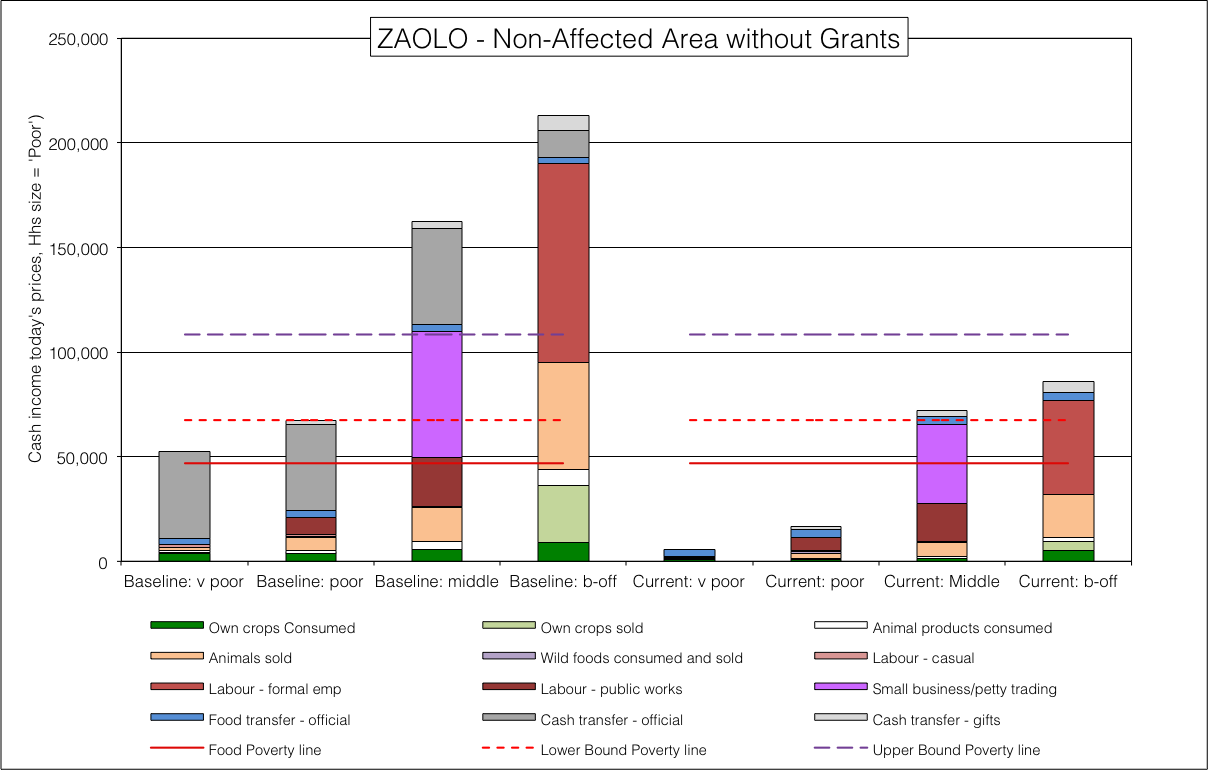 ZAOLO - Non-Affected Area without Grants
Cash income today's prices, Hhs size = 'Poor')
250,000
200,000
150,000
100,000
50,000
0
Baseline: v poor Baseline: poor Baseline: middle Baseline: b-off Current: v poor Current: poor Current: Middle Current: b-off
Own crops Consumed Own crops sold Animal products consumed
Animals sold Wild foods consumed and sold Labour - casual
Labour - formal emp Labour - public works Small business/petty trading
Food transfer - official Cash transfer - official Cash transfer - gifts
Food Poverty line Lower Bound Poverty line Upper Bound Poverty line